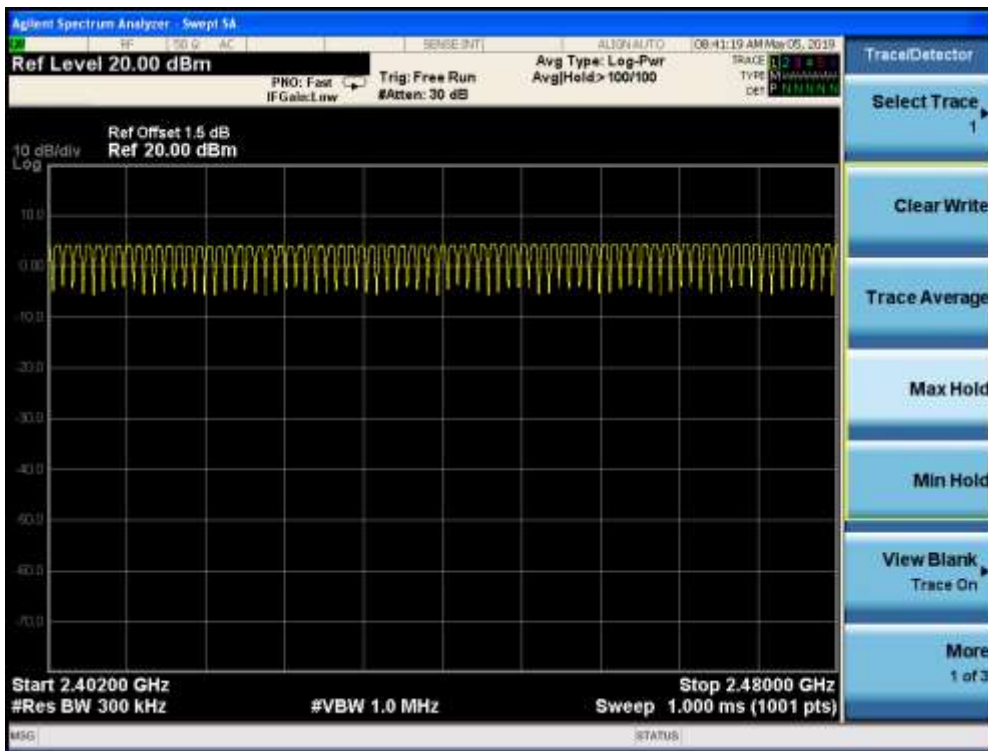 Agilent Spectrum Analyzer - Swept SA
RF 50 Ω AC SENSE:INT ALIGN AUTO 08:41:19 AM May 05, 2019
Ref Level 20.00 dBm
PNO: Fast
IFGain:Low
Trig: Free Run
#Atten: 30 dB
Avg Type: Log-Pwr
Avg|Hold:> 100/100
TRACE 1 2 3 4 5 6
TYPE M
DET P N N N N N
Ref Offset 1.5 dB
10 dB/div Ref 20.00 dBm
Log
10.0
0.00
-10.0
-20.0
-30.0
-40.0
-50.0
-60.0
-70.0
Start 2.40200 GHz Stop 2.48000 GHz
#Res BW 300 kHz #VBW 1.0 MHz Sweep 1.000 ms (1001 pts)
MSG STATUS
Trace/Detector
Select Trace
1
Clear Write
Trace Average
Max Hold
Min Hold
View Blank
Trace On
More
1 of 3